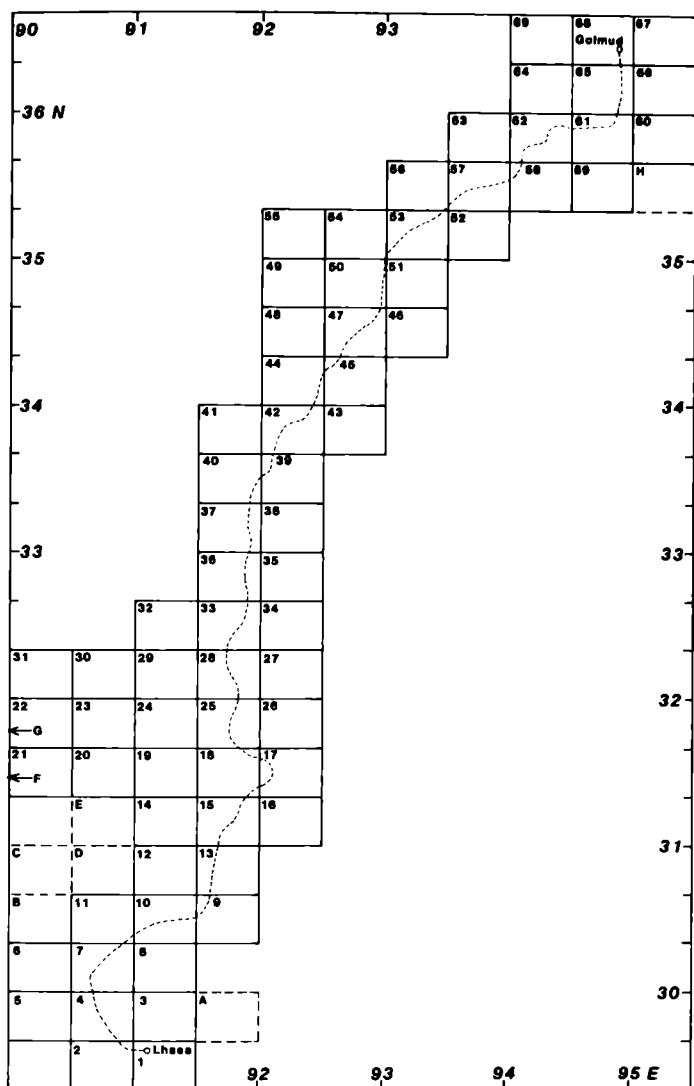 90 91 92 93 69 68 67
Golmud
64 65 66
36 N 63 62 61 60
56 57 58 59 H
55 54 53 52
35 49 50 51 35
48 47 46
44 45
34 41 42 43 34
40 39
37 38
33 36 35 33
32 33 34
31 30 29 28 27
22 23 24 25 26 32
G
21 20 19 18 17
F
E 14 15 16
C D 12 13 31
B 11 10 9
6 7 8
5 4 3 A 30
2 1 Lhasa
92 93 94 95 E